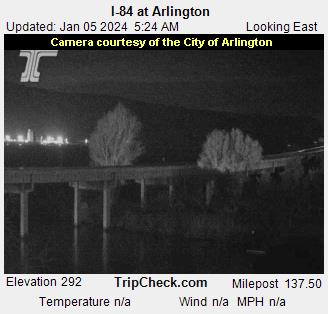 I-84 at Arlington
Updated: Jan 05 2024 5:24 AM Looking East
Camera courtesy of the City of Arlington
Elevation 292 TripCheck.com Milepost 137.50
Temperature n/a Wind n/a MPH n/a